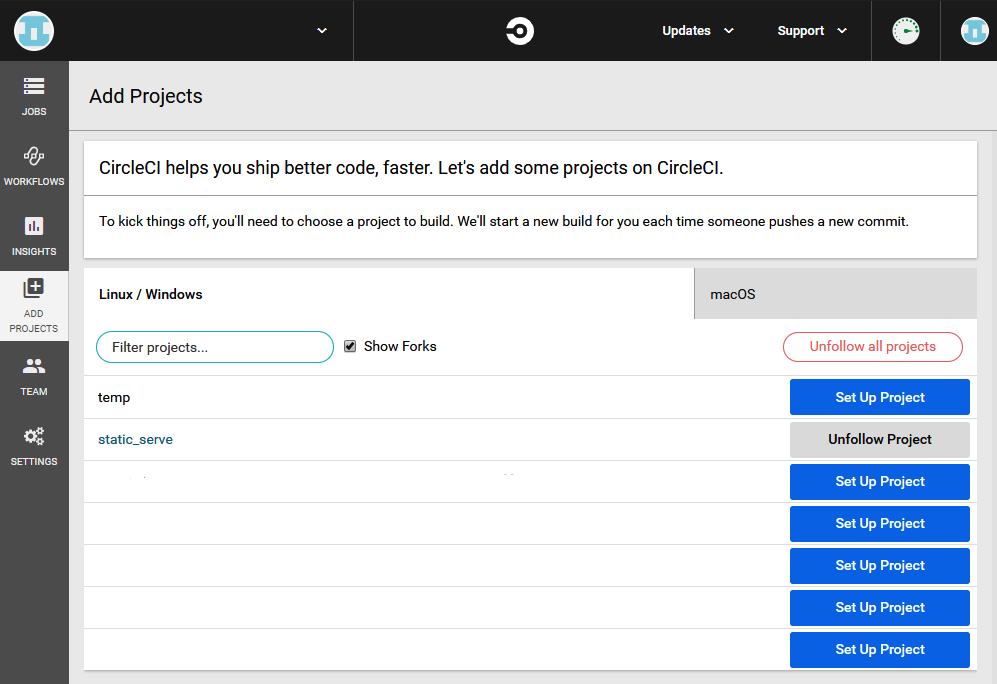 Updates
Support
JOBS
WORKFLOWS
INSIGHTS
ADD
PROJECTS
TEAM
SETTINGS
Add Projects
CircleCI helps you ship better code, faster. Let's add some projects on CircleCI.
To kick things off, you'll need to choose a project to build. We'll start a new build for you each time someone pushes a new commit.
Linux / Windows
macOS
Filter projects...
Show Forks
Unfollow all projects
temp
Set Up Project
static_serve
Unfollow Project
Set Up Project
Set Up Project
Set Up Project
Set Up Project
Set Up Project